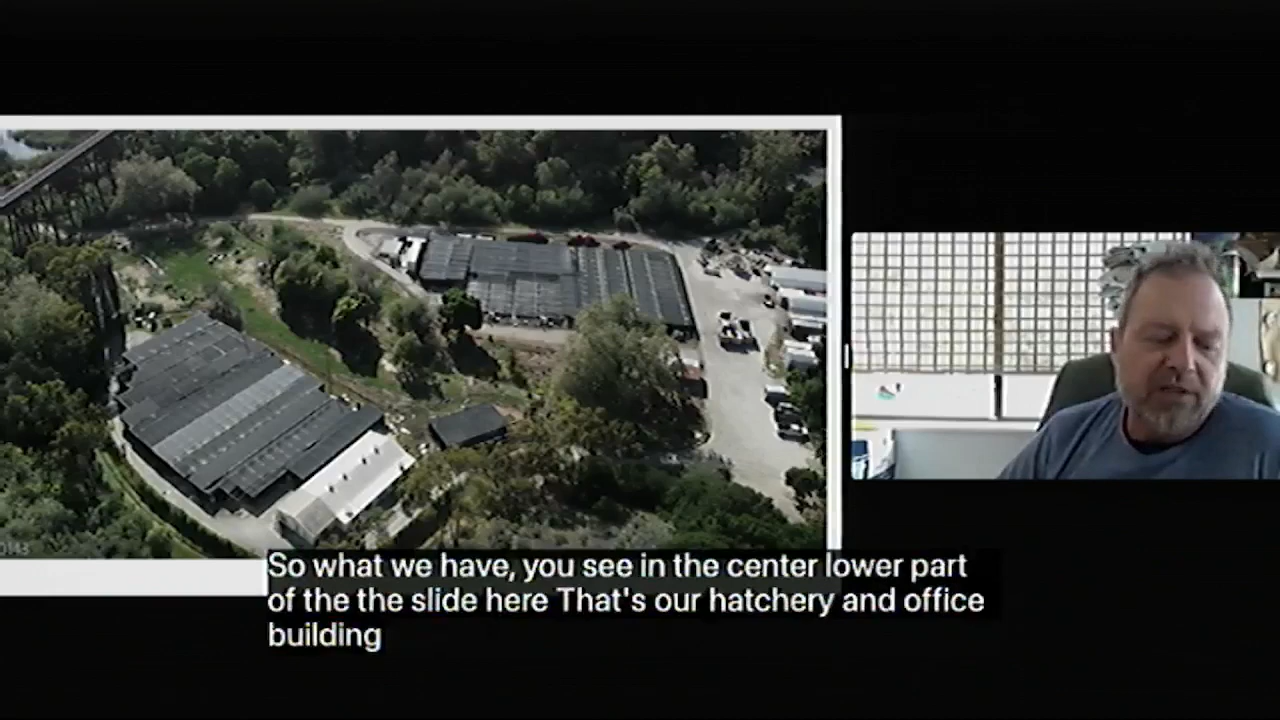 So what we have, you see in the center lower part
of the the slide here That's our hatchery and office
building